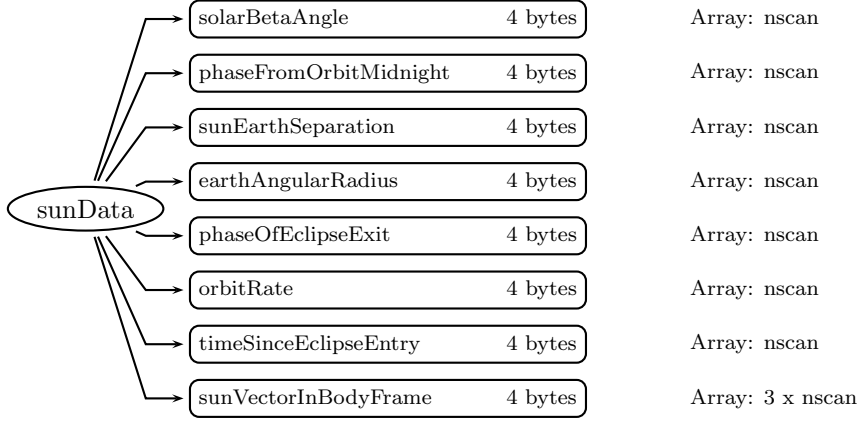 solarBetaAngle 4 bytes Array: nscan
phaseFromOrbitMidnight 4 bytes Array: nscan
sunEarthSeparation 4 bytes Array: nscan
earthAngularRadius 4 bytes Array: nscan
sunData
phaseOfEclipseExit 4 bytes Array: nscan
orbitRate 4 bytes Array: nscan
timeSinceEclipseEntry 4 bytes Array: nscan
sunVectorInBodyFrame 4 bytes Array: 3 x nscan